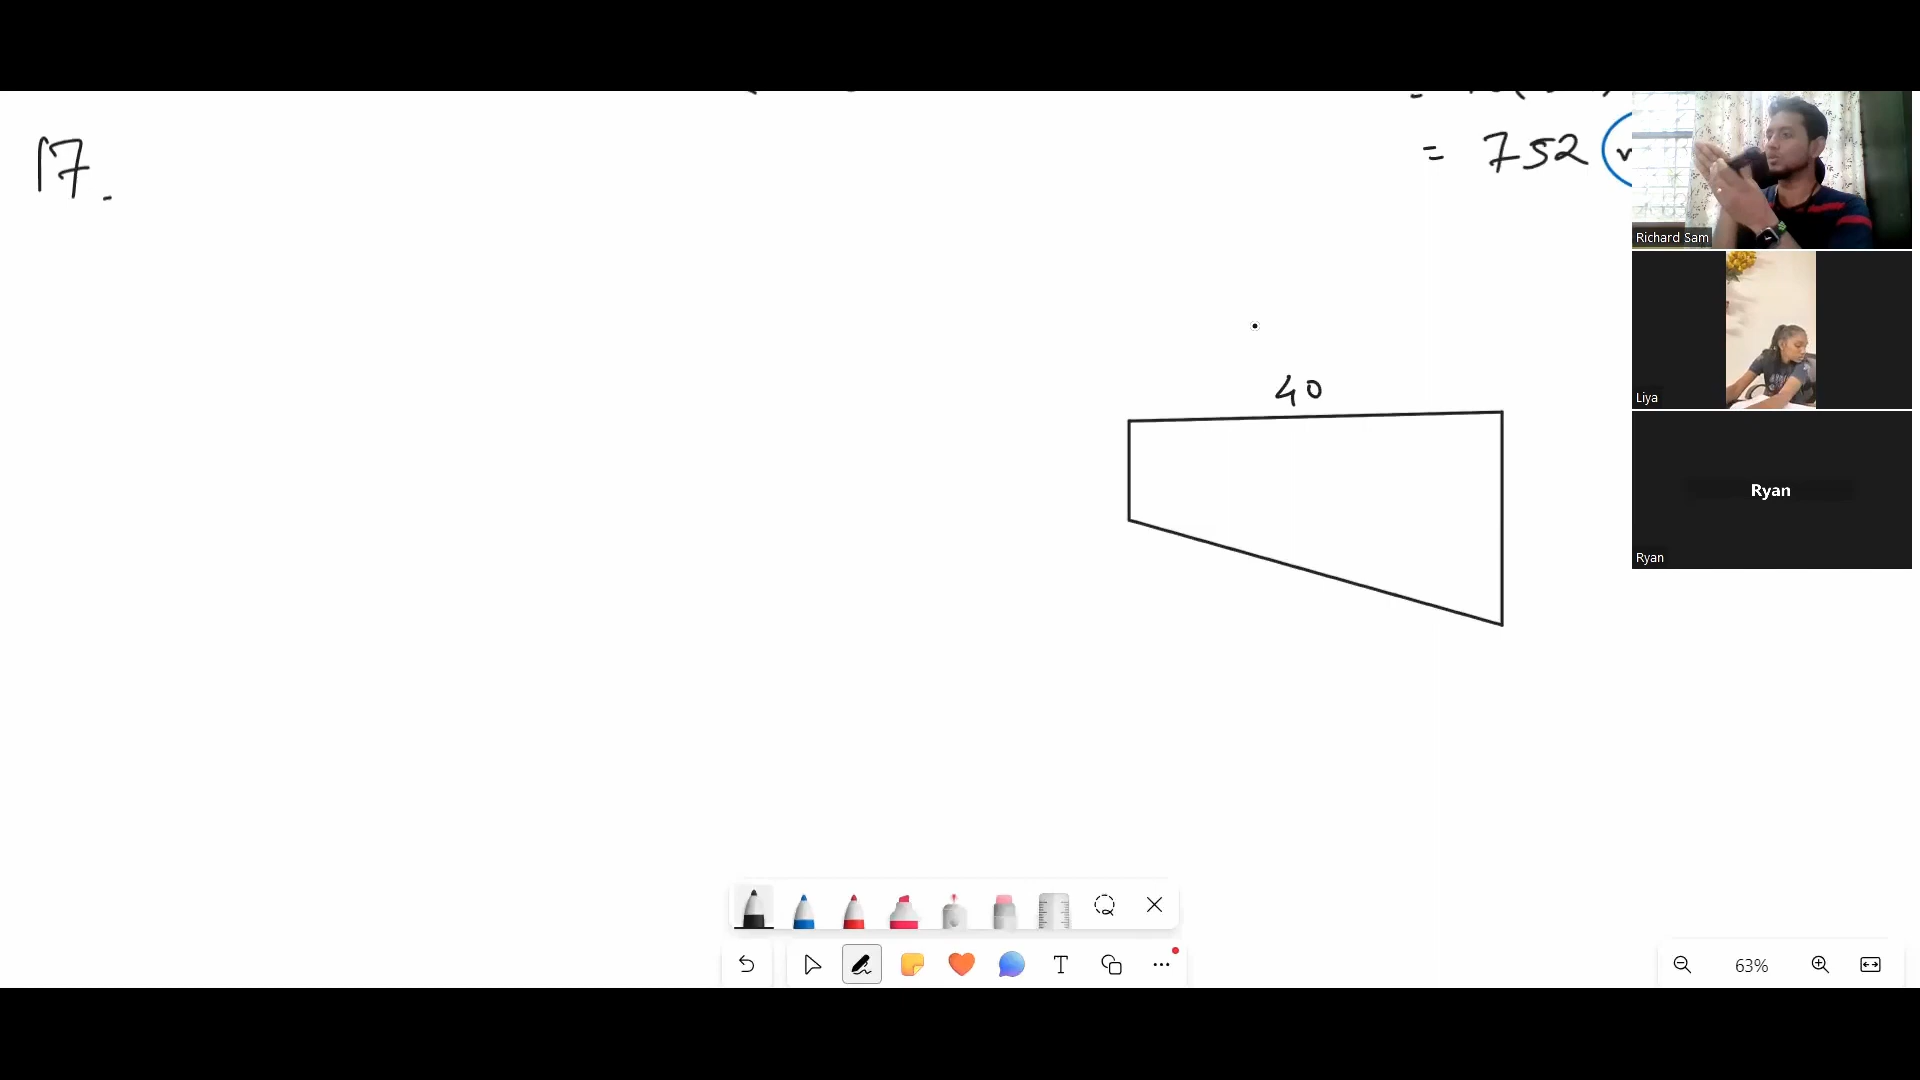 17.
= 752
40
Richard Sam
Liya
Ryan
Ryan
T
63%